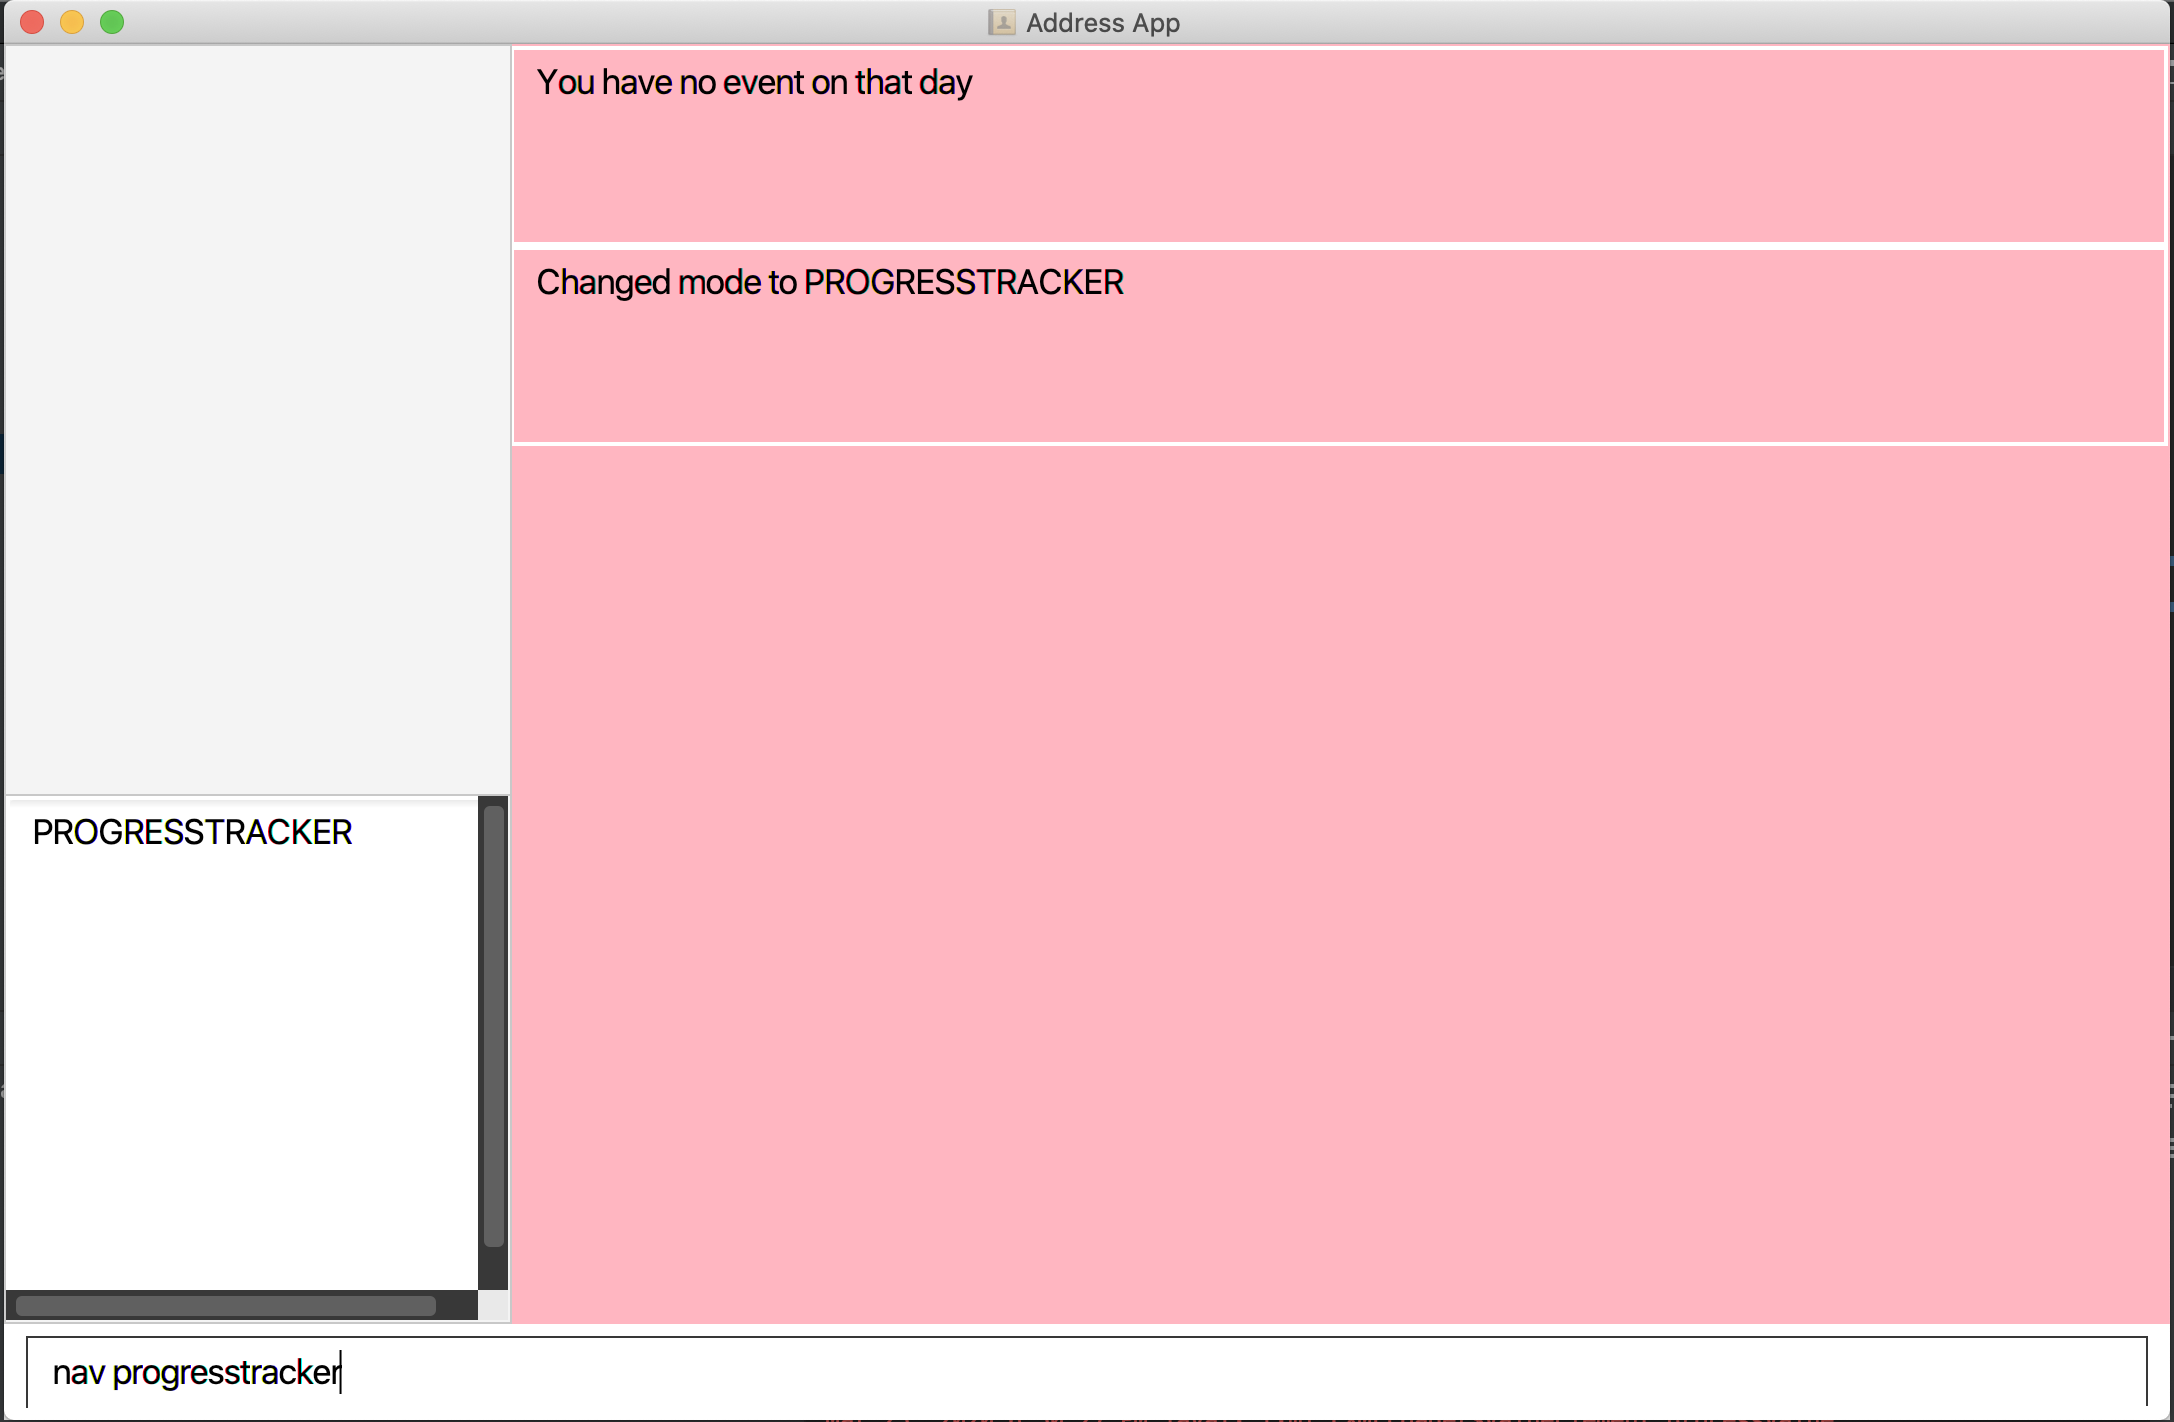 Address App
You have no event on that day
Changed mode to PROGRESSTRACKER
PROGRESSTRACKER
nav progresstracker